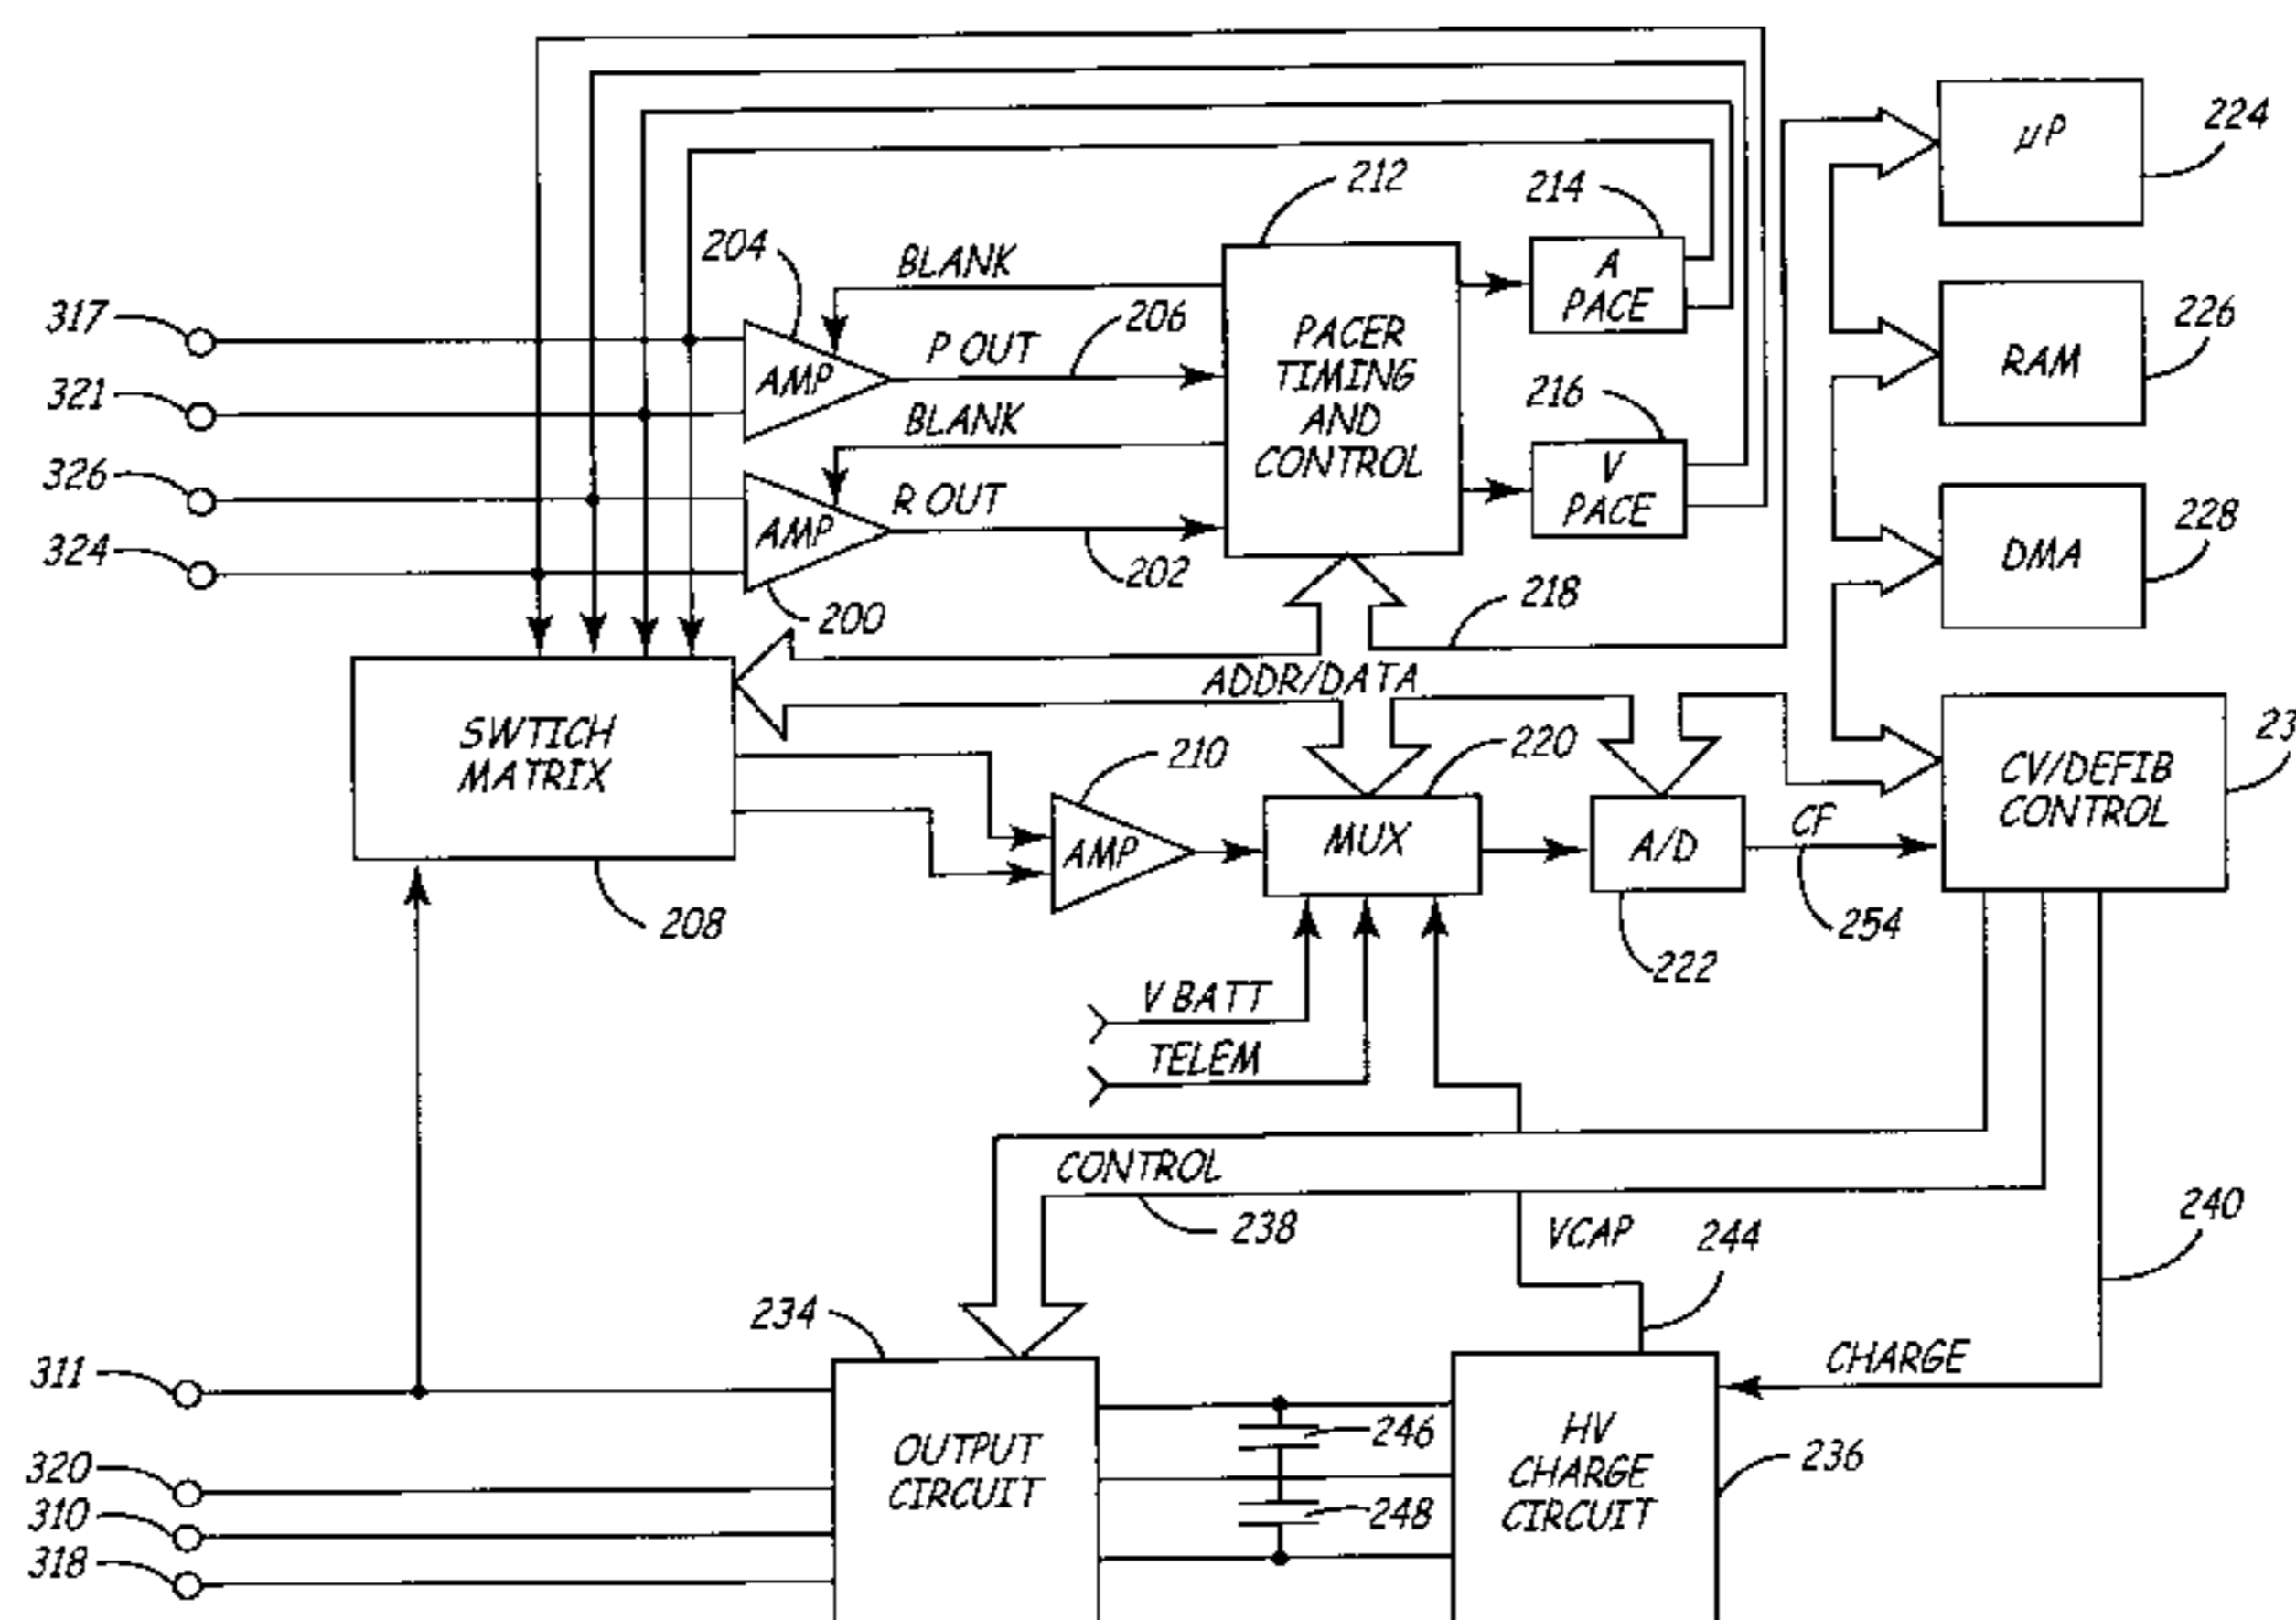 224
μP
212
214
204
BLANK
A
PACE
317
206
226
P OUT
PACER
TIMING
AND
CONTROL
RAM
AMP
321
216
BLANK
326
V
PACE
R OUT
228
AMP
DMA
324
202
218
200
ADDR/DATA
SWTICH
MATRIX
210
220
23
CV/DEFIB
CONTROL
CF
AMP
MUX
A/D
208
254
222
V BATT
TELEM
CONTROL
238
VCAP
244
240
234
311
CHARGE
246
HV
CHARGE
CIRCUIT
OUTPUT
CIRCUIT
236
320
310
248
318